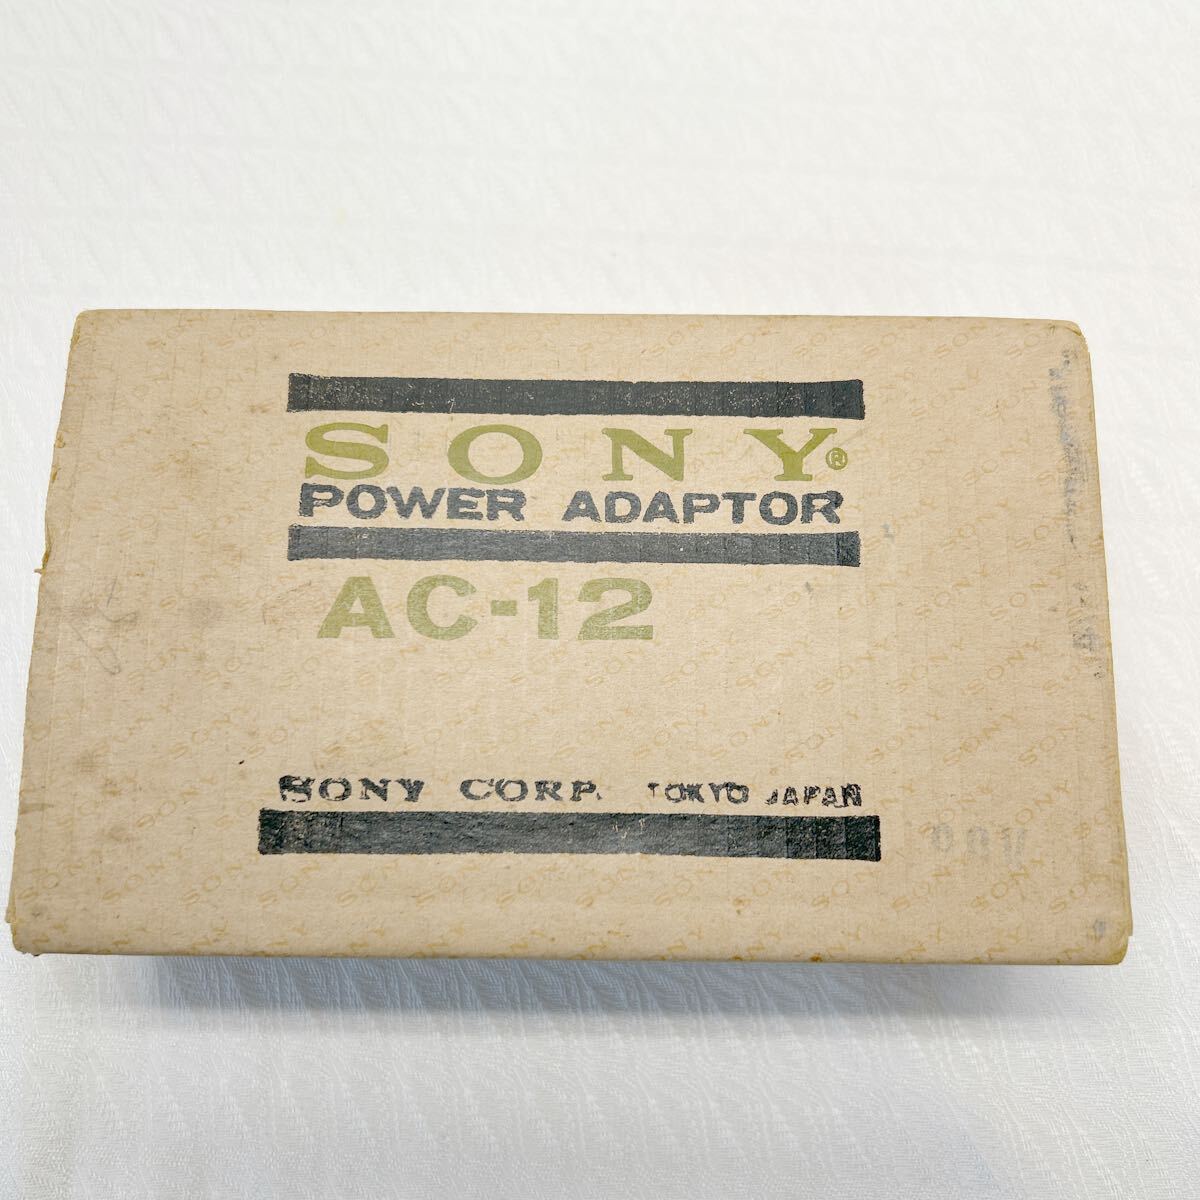 SONY®
POWER ADAPTOR
AC-12
SONY CORP. TOKYO JAPAN